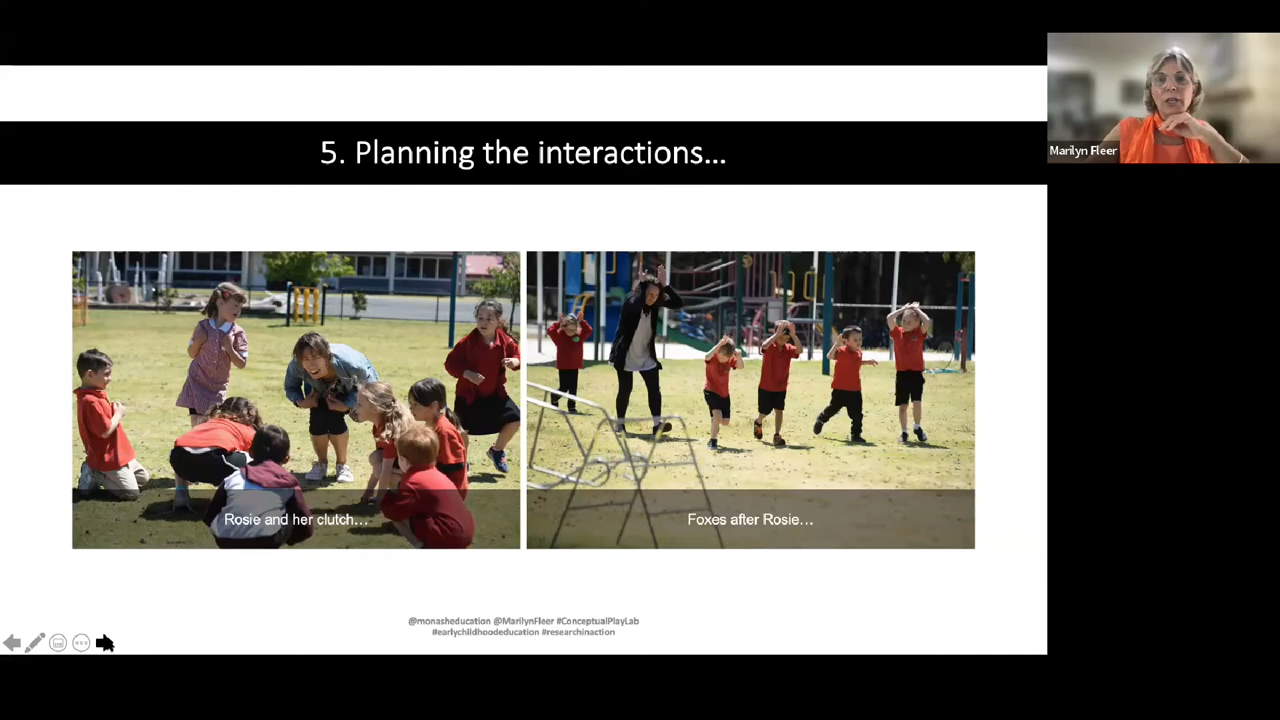 5. Planning the interactions...
Marilyn Fleer
Rosie and her clutch...
Foxes after Rosie...
@monasheducation @MarilynFleer #ConceptualPlayLab
#earlychildhoodeducation #researchinaction